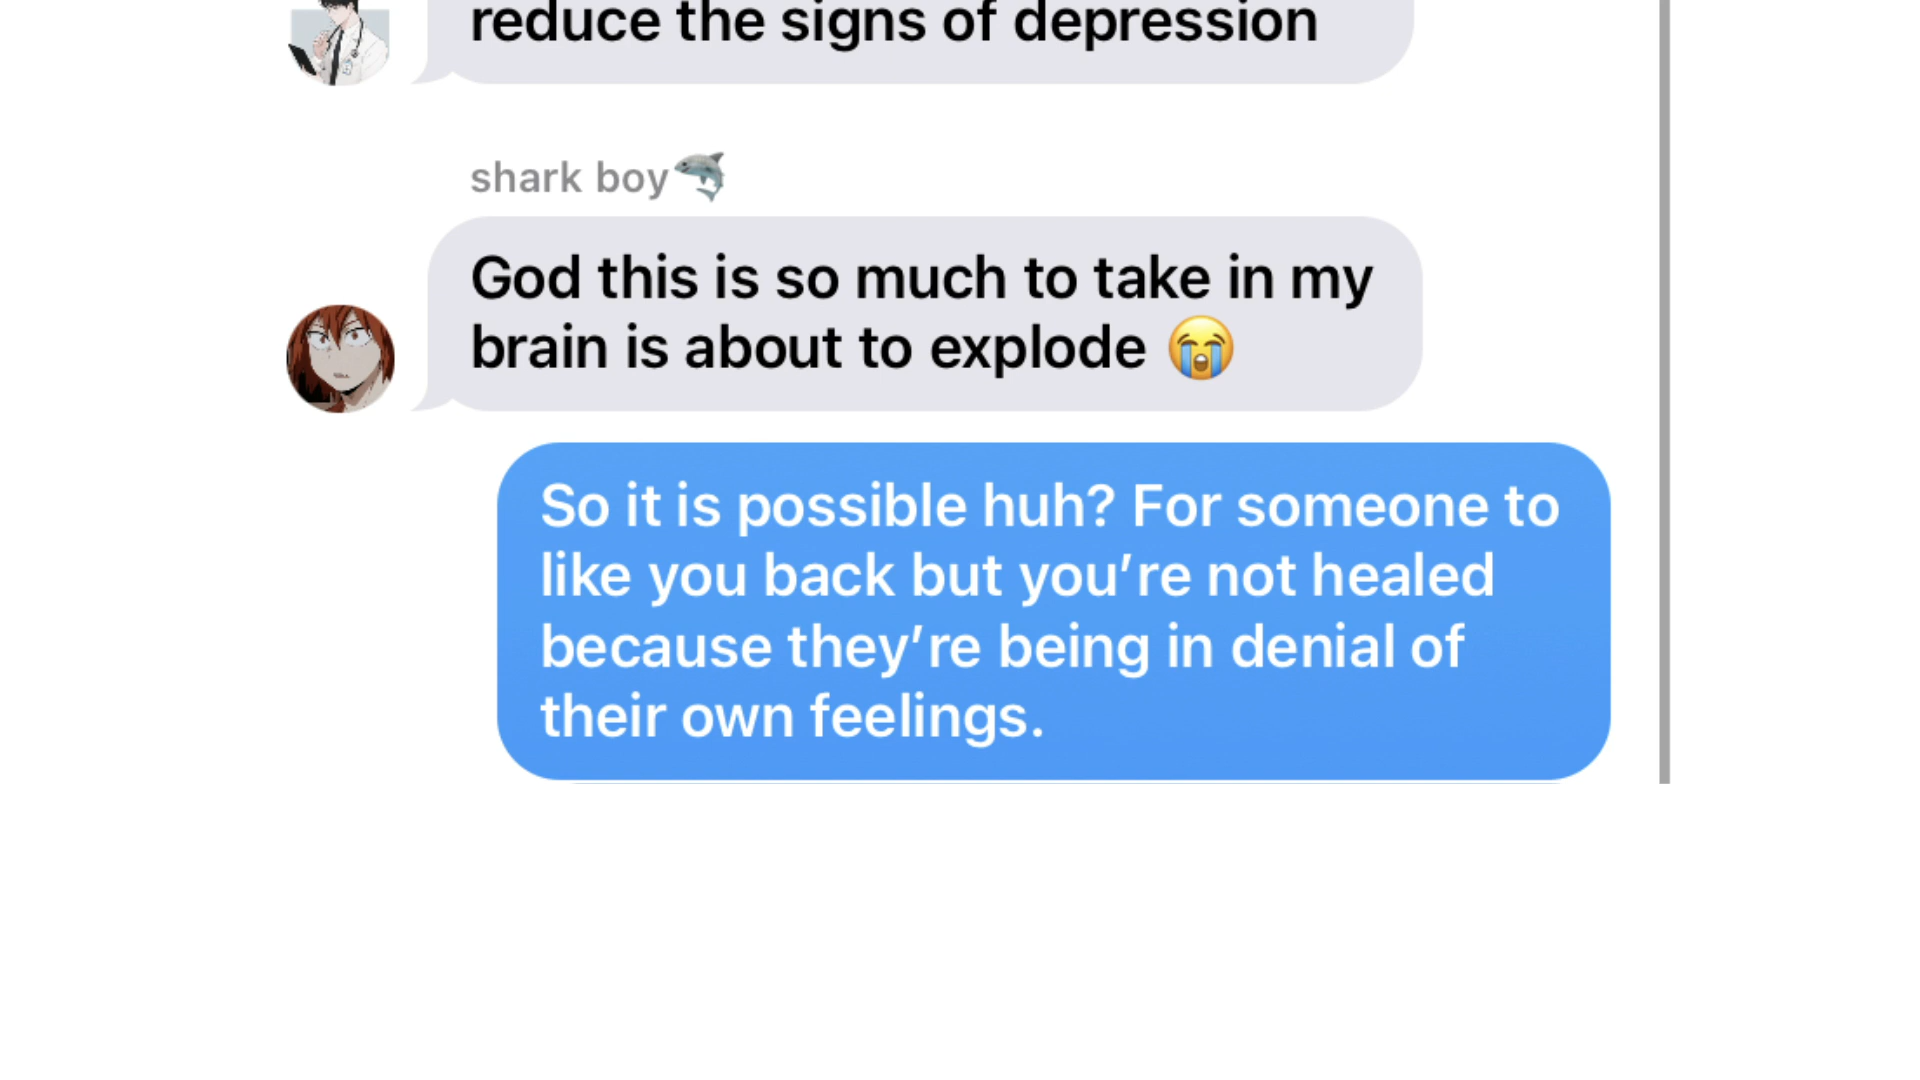 reduce the signs of depression
shark boy🦈
God this is so much to take in my
brain is about to explode 😭
So it is possible huh? For someone to
like you back but you’re not healed
because they’re being in denial of
their own feelings.